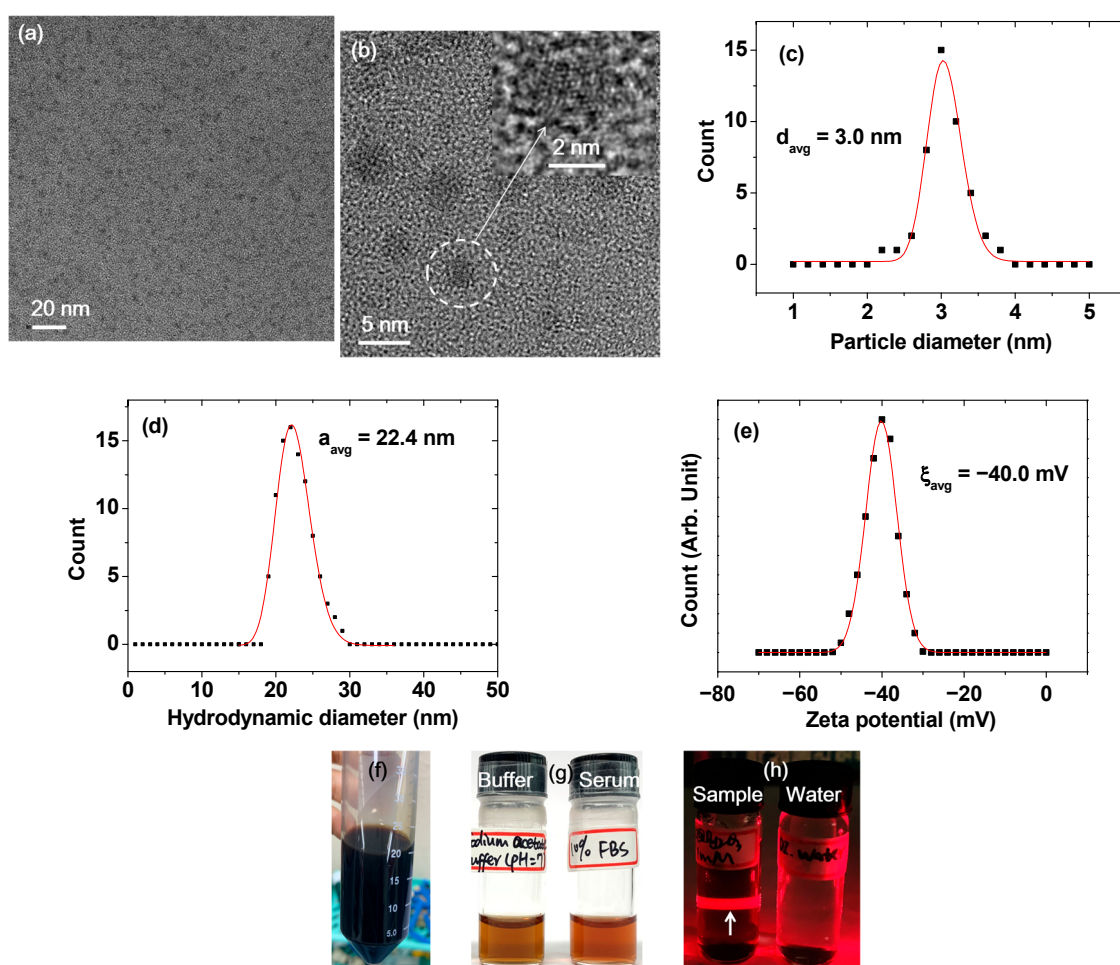 (a)
20 nm
(b)
2 nm
5 nm
(c)
d_avg = 3.0 nm
Count
15
10
5
0
1 2 3 4 5
Particle diameter (nm)
(d)
a_avg = 22.4 nm
Count
15
10
5
0
0 10 20 30 40 50
Hydrodynamic diameter (nm)
(e)
ξ_avg = −40.0 mV
Count (Arb. Unit)
−80 −60 −40 −20 0
Zeta potential (mV)
(f)
20
15
10
5.0
Buffer
(g)
Serum
odium acetat
uffer (pH=7
10% FBS
(h)
Sample
Water
mM